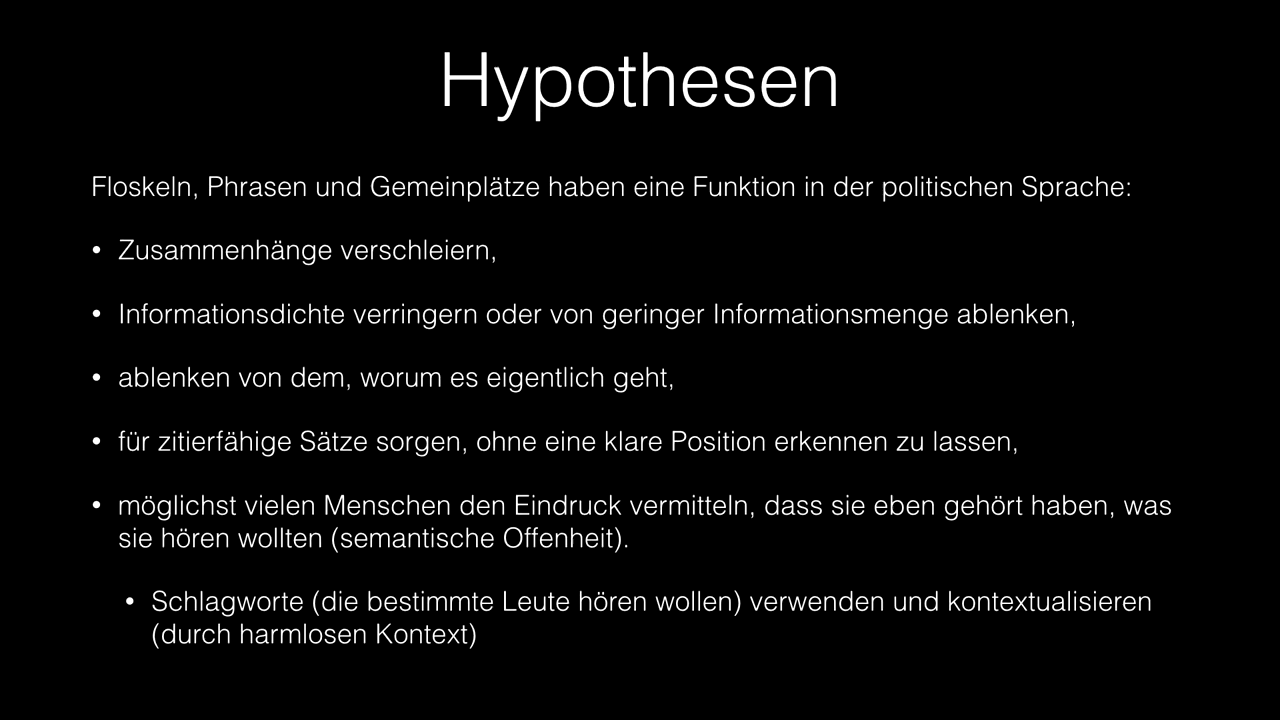 Hypothesen
Floskeln, Phrasen und Gemeinplätze haben eine Funktion in der politischen Sprache:
• Zusammenhänge verschleiern,
• Informationsdichte verringern oder von geringer Informationsmenge ablenken,
• ablenken von dem, worum es eigentlich geht,
• für zitierfähige Sätze sorgen, ohne eine klare Position erkennen zu lassen,
• möglichst vielen Menschen den Eindruck vermitteln, dass sie eben gehört haben, was
sie hören wollten (semantische Offenheit).
• Schlagworte (die bestimmte Leute hören wollen) verwenden und kontextualisieren
(durch harmlosen Kontext)